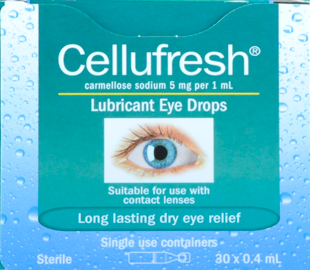 Cellufresh®
carmellose sodium 5 mg per 1 mL
Lubricant Eye Drops
Suitable for use with
contact lenses
Long lasting dry eye relief
Single use containers
Sterile 30 x 0.4 mL